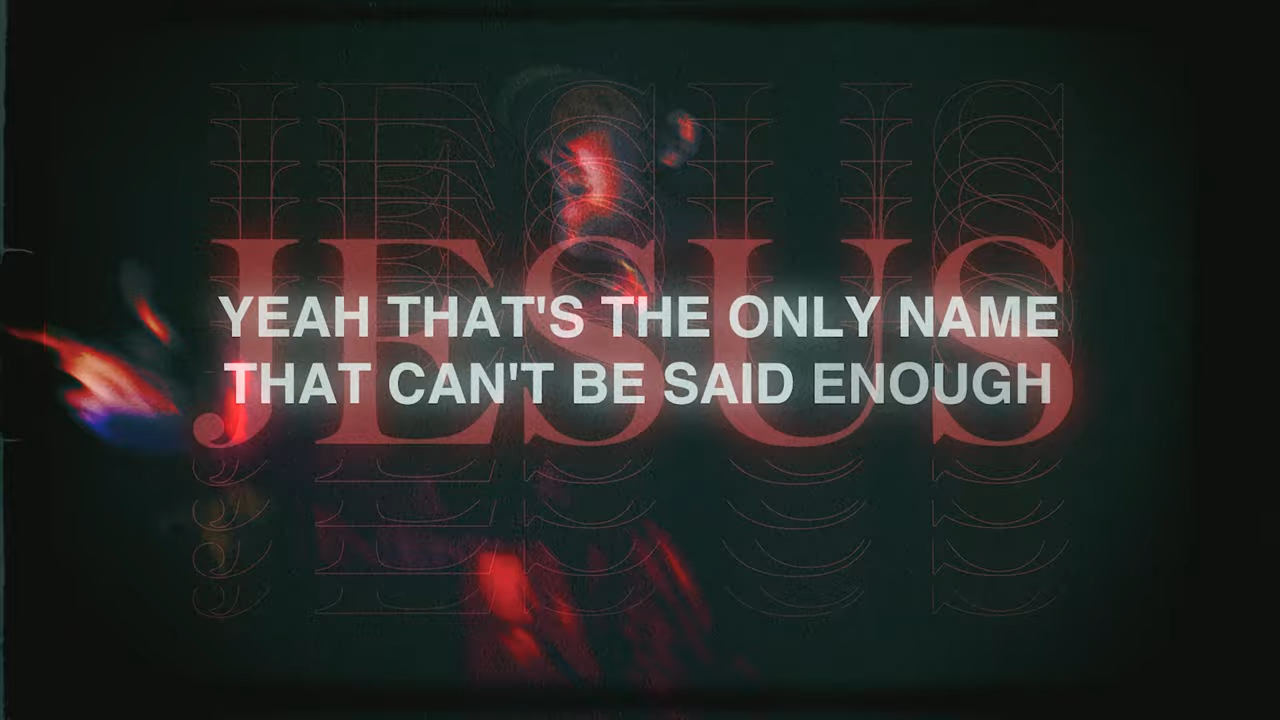 JESUS
YEAH THAT'S THE ONLY NAME
THAT CAN'T BE SAID ENOUGH